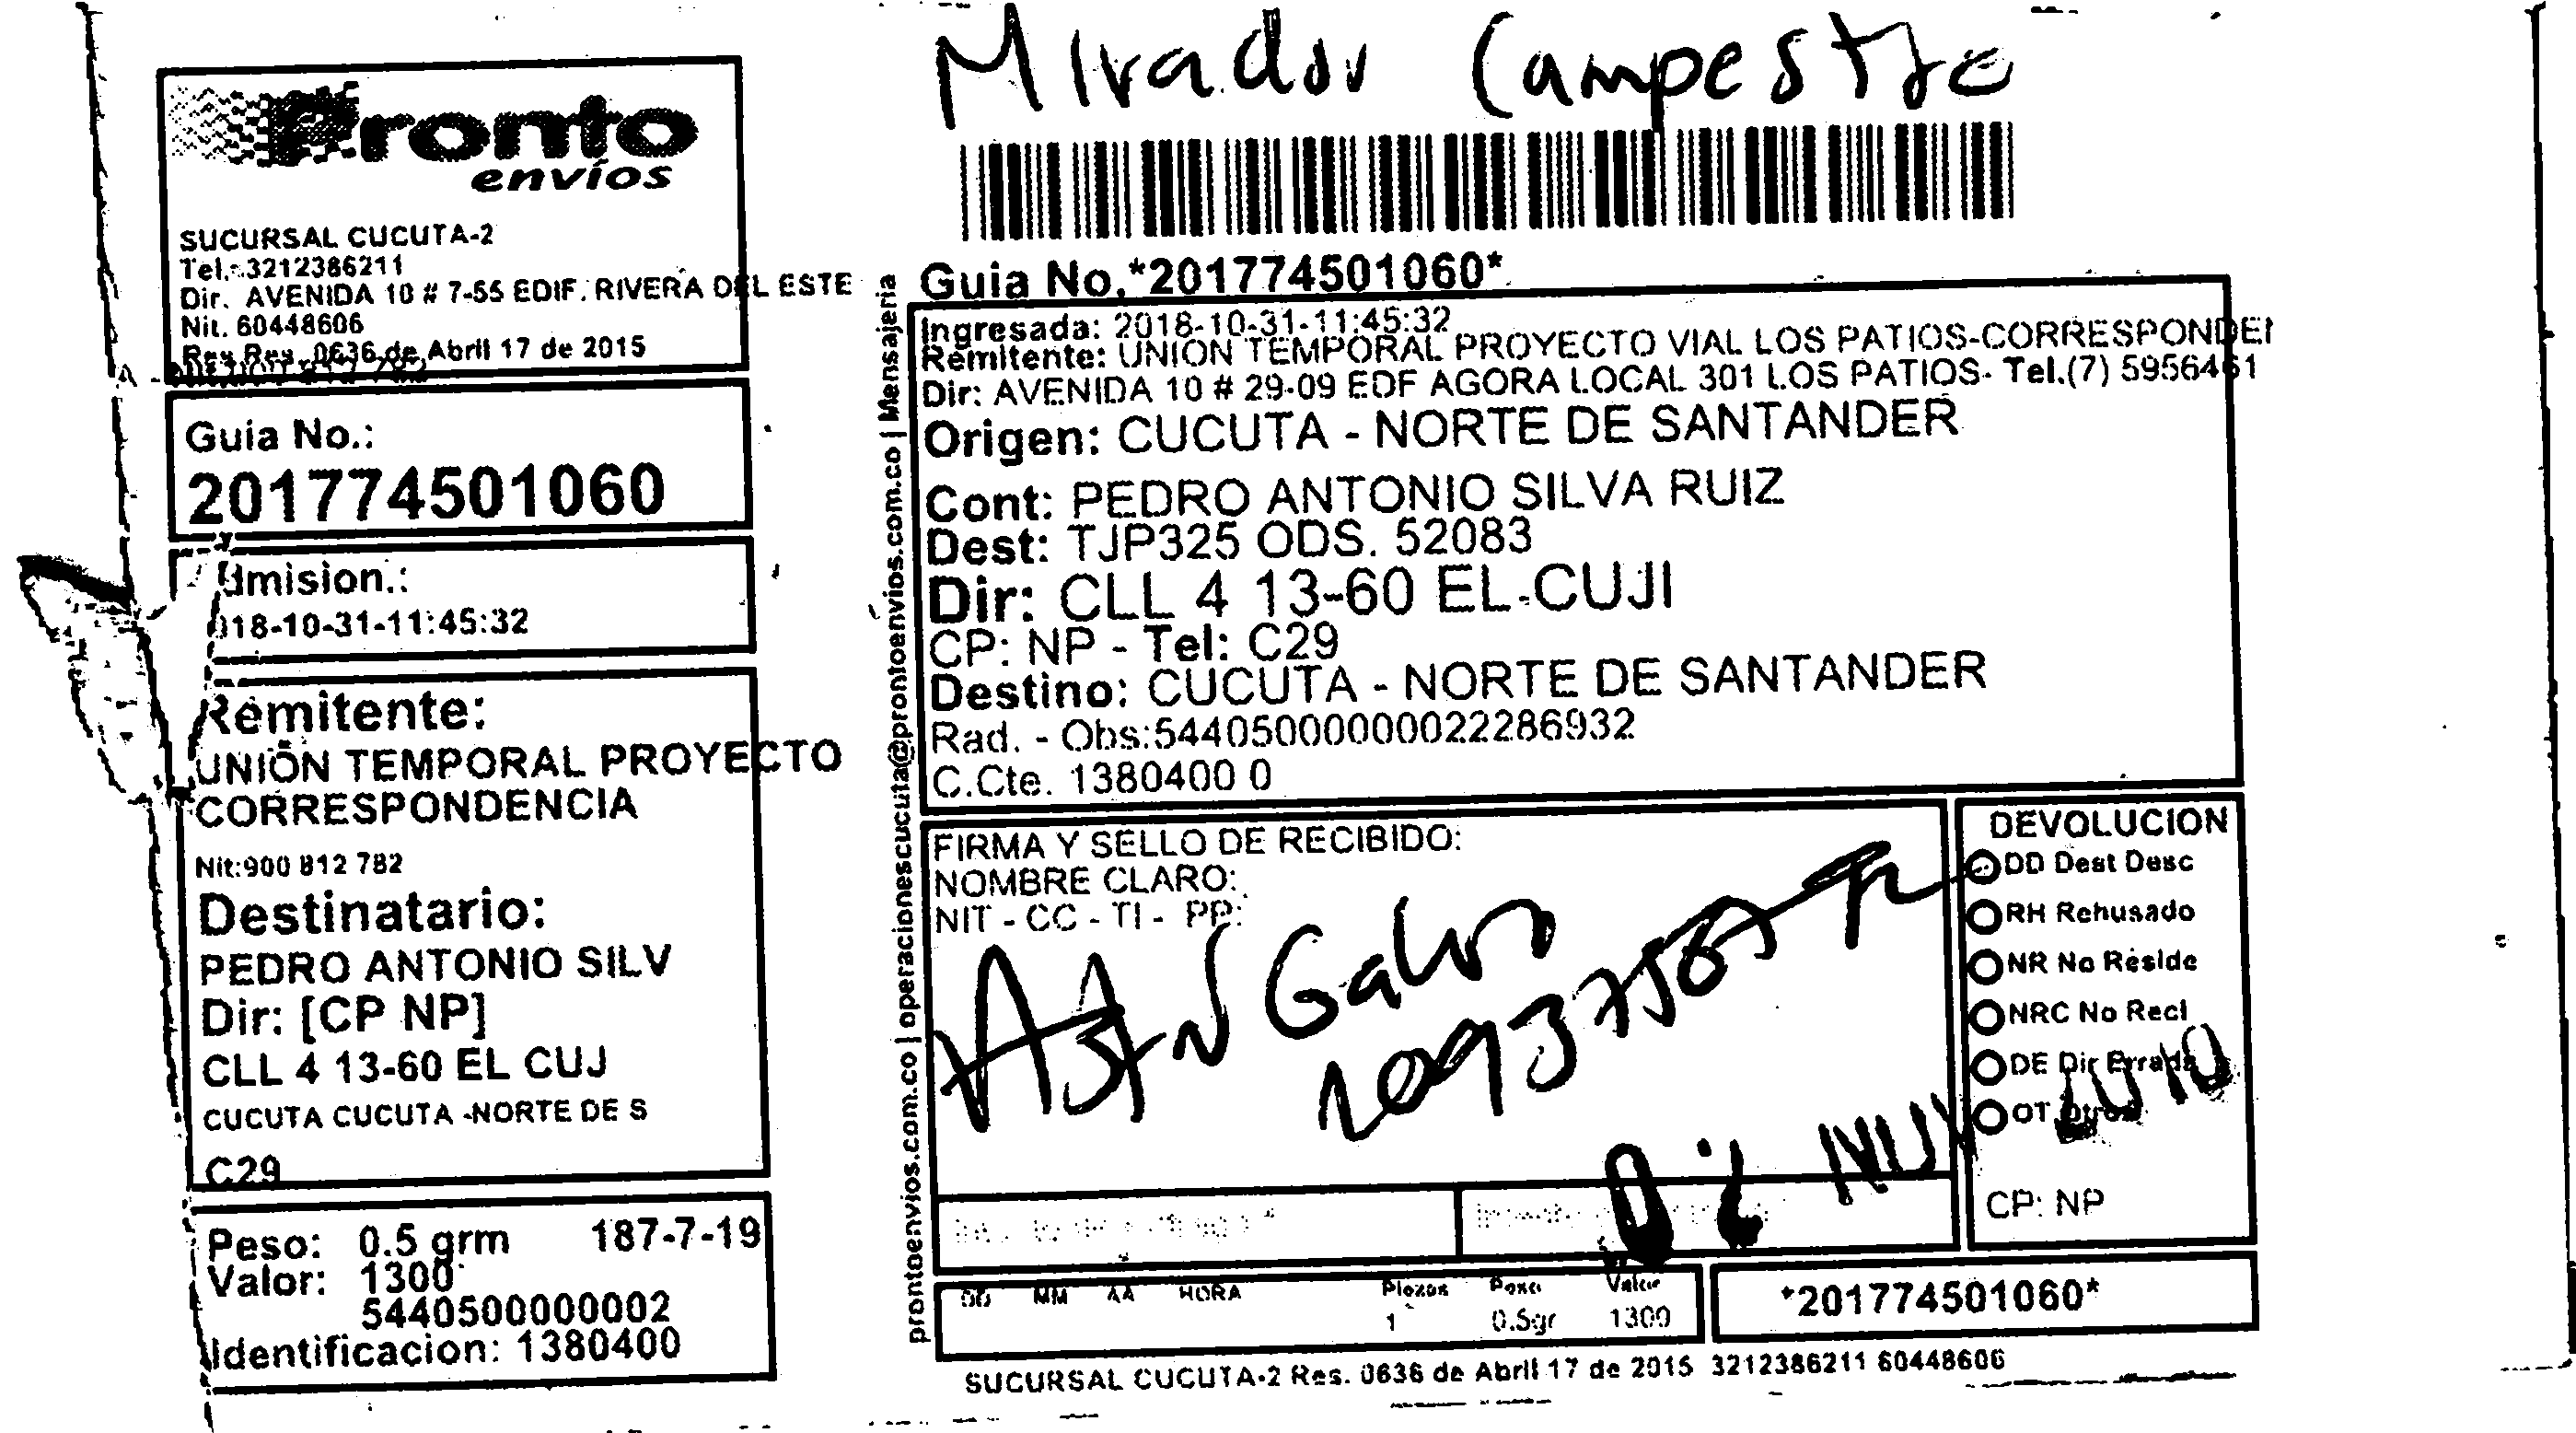 Mirador Campestre
Pronto
envíos
SUCURSAL CUCUTA-2
Tel.:3212386211
Dir. AVENIDA 10 # 7-55 EDIF. RIVERA DEL ESTE
Nit. 60448606
Res Res. 0636 de Abril 17 de 2015
Guia No.:
201774501060
dmision.:
018-10-31-11:45:32
Remitente:
UNIÓN TEMPORAL PROYECTO
CORRESPONDENCIA
Nit:900 812 782
Destinatario:
PEDRO ANTONIO SILV
Dir: [CP NP]
CLL 4 13-60 EL CUJ
CUCUTA CUCUTA -NORTE DE S
C29
Peso: 0.5 grm 187-7-19
Valor: 1300
5440500000002
Identificacion: 1380400
prontoenvios.com.co | operacionescucuta@prontoenvios.com.co | Mensajeria
Guia No.*201774501060*
Ingresada: 2018-10-31-11:45:32
Remitente: UNION TEMPORAL PROYECTO VIAL LOS PATIOS-CORRESPONDEN
Dir: AVENIDA 10 # 29-09 EDF AGORA LOCAL 301 LOS PATIOS- Tel.(7) 5956461
Origen: CUCUTA - NORTE DE SANTANDER
Cont: PEDRO ANTONIO SILVA RUIZ
Dest: TJP325 ODS. 52083
Dir: CLL 4 13-60 EL CUJI
CP: NP - Tel: C29
Destino: CUCUTA - NORTE DE SANTANDER
Rad. - Obs:544050000000022286932
C.Cte. 1380400 0
FIRMA Y SELLO DE RECIBIDO:
NOMBRE CLARO:
NIT - CC - TI - PP:
DEVOLUCION
DD Dest Desc
RH Rehusado
NR No Reside
NRC No Recl
DE Dir Errada
OT Otros
CP: NP
DD MM AA HORA Piezas Peso Valor
1 0.5gr 1300
*201774501060*
SUCURSAL CUCUTA-2 Res. 0636 de Abril 17 de 2015 3212386211 60448606